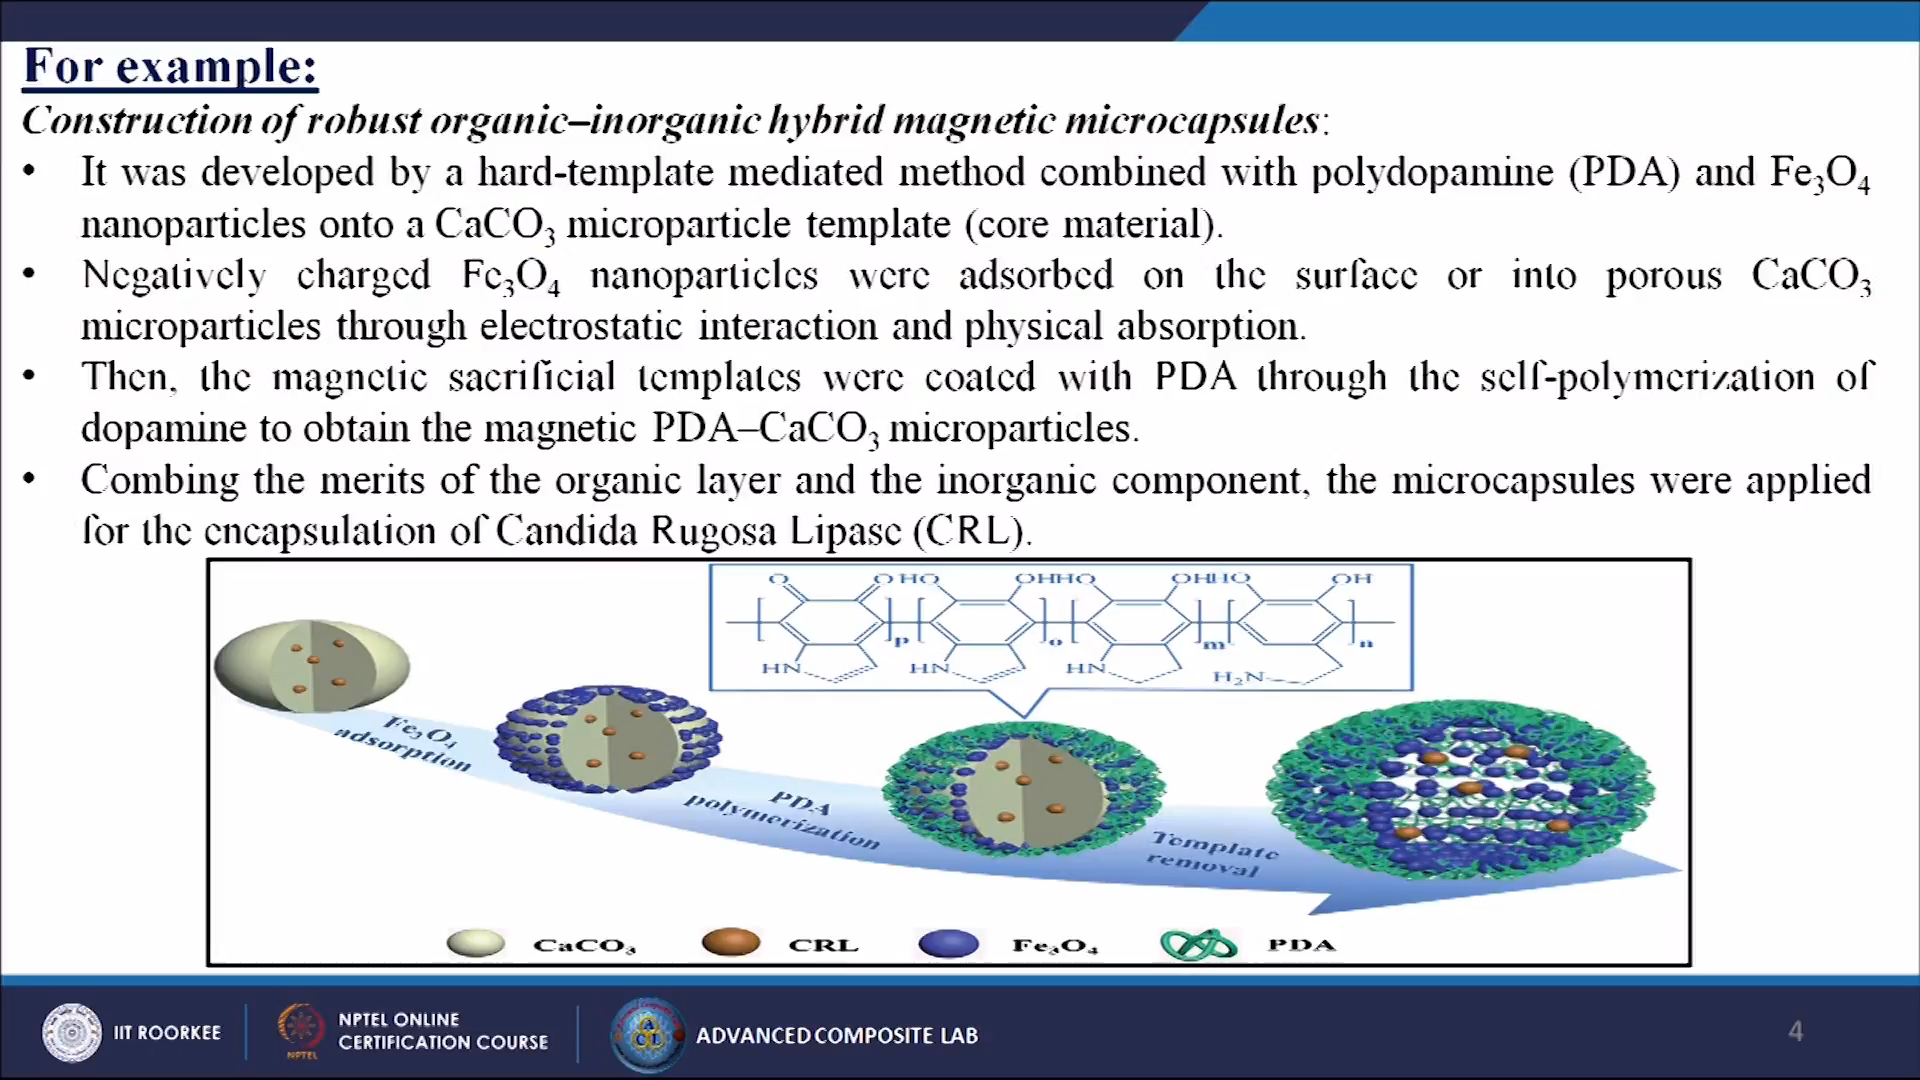 For example:
Construction of robust organic–inorganic hybrid magnetic microcapsules:
• It was developed by a hard-template mediated method combined with polydopamine (PDA) and Fe₃O₄
nanoparticles onto a CaCO₃ microparticle template (core material).
• Negatively charged Fe₃O₄ nanoparticles were adsorbed on the surface or into porous CaCO₃
microparticles through electrostatic interaction and physical absorption.
• Then, the magnetic sacrificial templates were coated with PDA through the self-polymerization of
dopamine to obtain the magnetic PDA–CaCO₃ microparticles.
• Combing the merits of the organic layer and the inorganic component, the microcapsules were applied
for the encapsulation of Candida Rugosa Lipase (CRL).
O O HO OH HO OH HO OH
p o m n
HN HN HN H₂N
Fe₃O₄
adsorption
PDA
polymerization
Template
removal
CaCO₃ CRL Fe₃O₄ PDA
IIT ROORKEE
NPTEL
NPTEL ONLINE
CERTIFICATION COURSE
ACL
ADVANCED COMPOSITE LAB
4